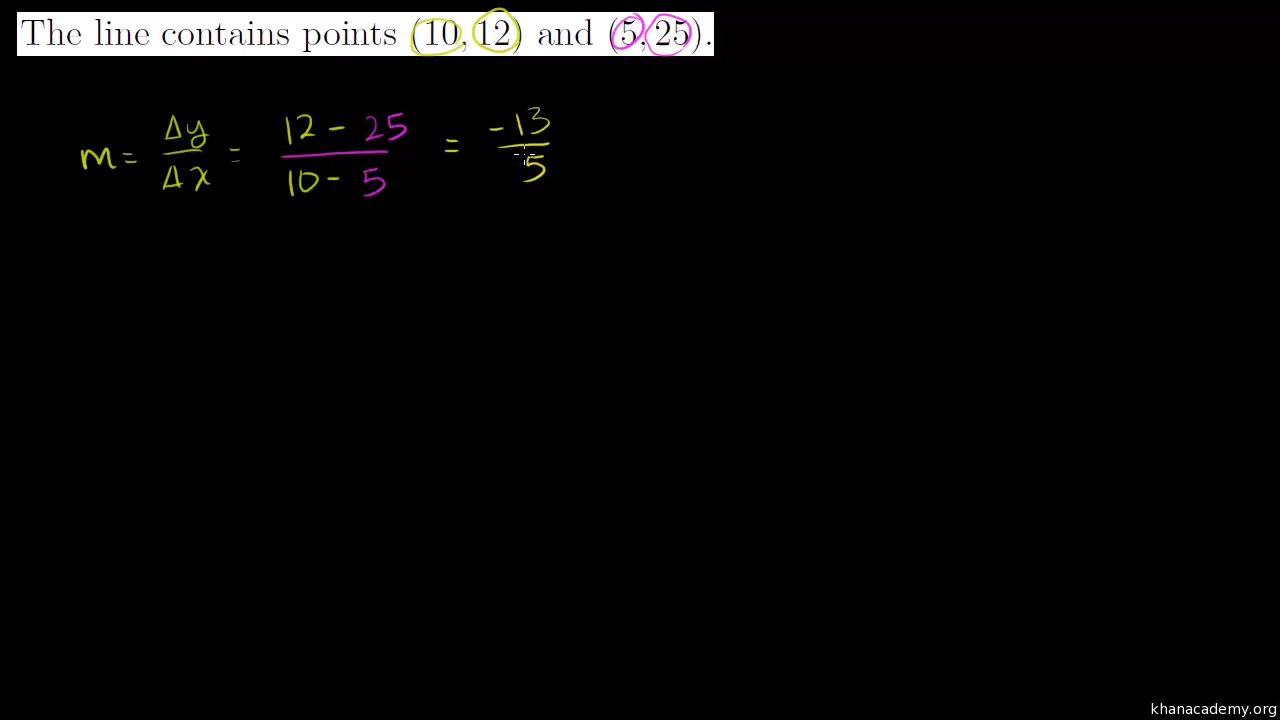 The line contains points (10, 12) and (5, 25).
m = Δy/Δx = 12 - 25/10 - 5 = -13/5
khanacademy.org